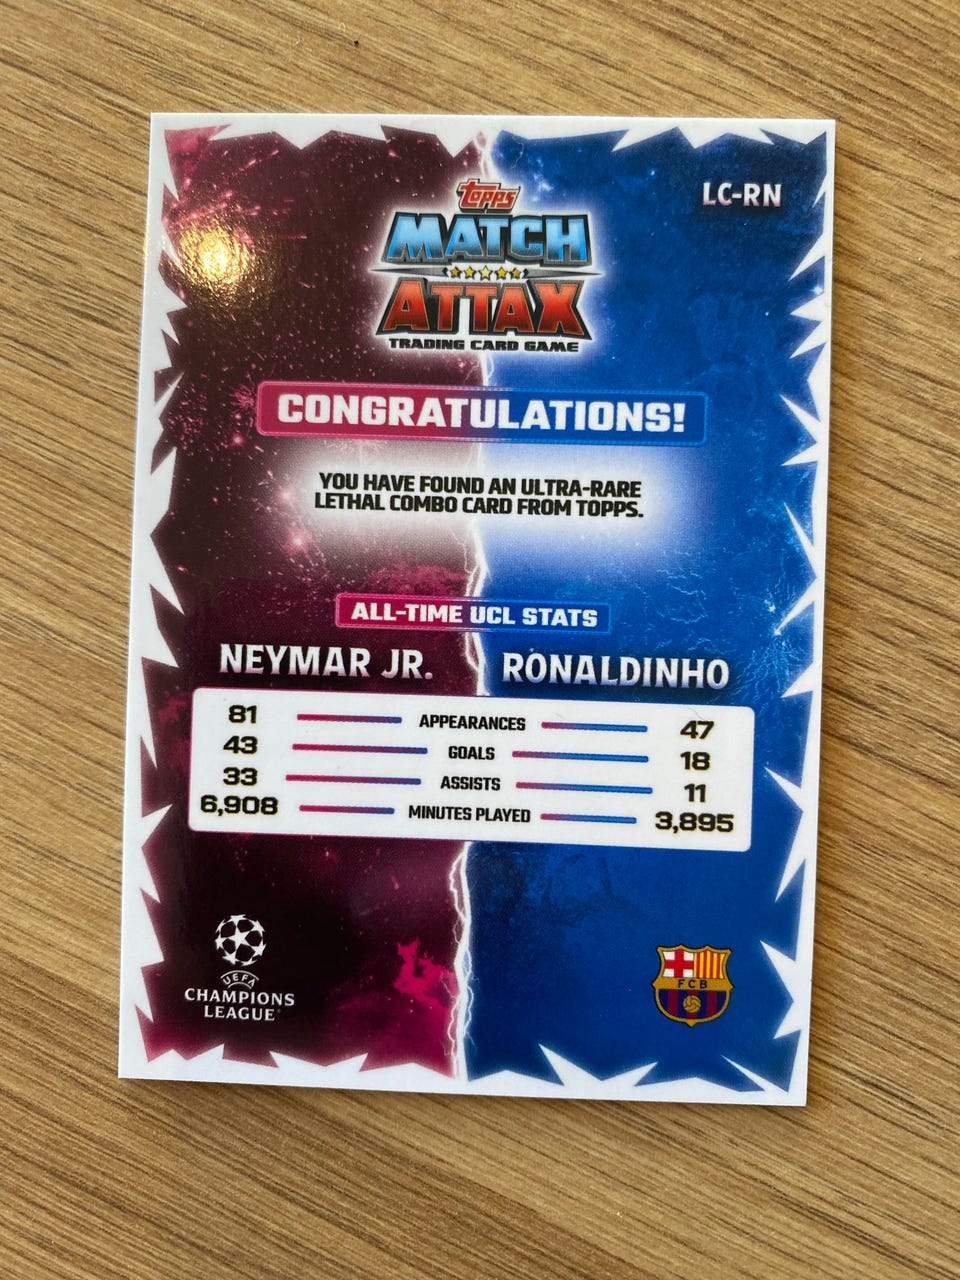 LC-RN
topps
MATCH
ATTAX
TRADING CARD GAME
CONGRATULATIONS!
YOU HAVE FOUND AN ULTRA-RARE
LETHAL COMBO CARD FROM TOPPS.
ALL-TIME UCL STATS
NEYMAR JR. RONALDINHO
81 APPEARANCES 47
43 GOALS 18
33 ASSISTS 11
6,908 MINUTES PLAYED 3,895
UEFA
CHAMPIONS
LEAGUE
FCB